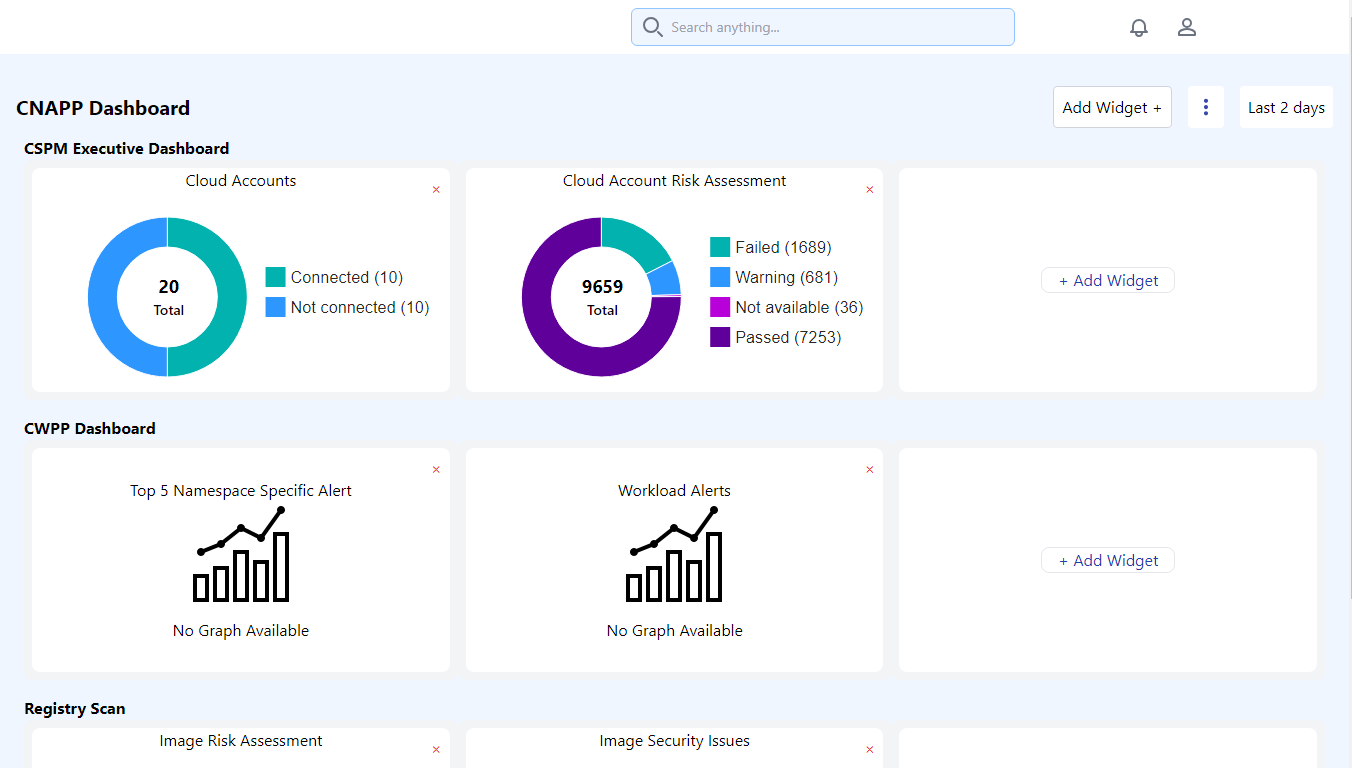 Search anything...
CNAPP Dashboard
Add Widget +
Last 2 days
CSPM Executive Dashboard
Cloud Accounts
×
20
Total
Connected (10)
Not connected (10)
Cloud Account Risk Assessment
×
9659
Total
Failed (1689)
Warning (681)
Not available (36)
Passed (7253)
+ Add Widget
CWPP Dashboard
×
Top 5 Namespace Specific Alert
No Graph Available
×
Workload Alerts
No Graph Available
+ Add Widget
Registry Scan
Image Risk Assessment
×
Image Security Issues
×